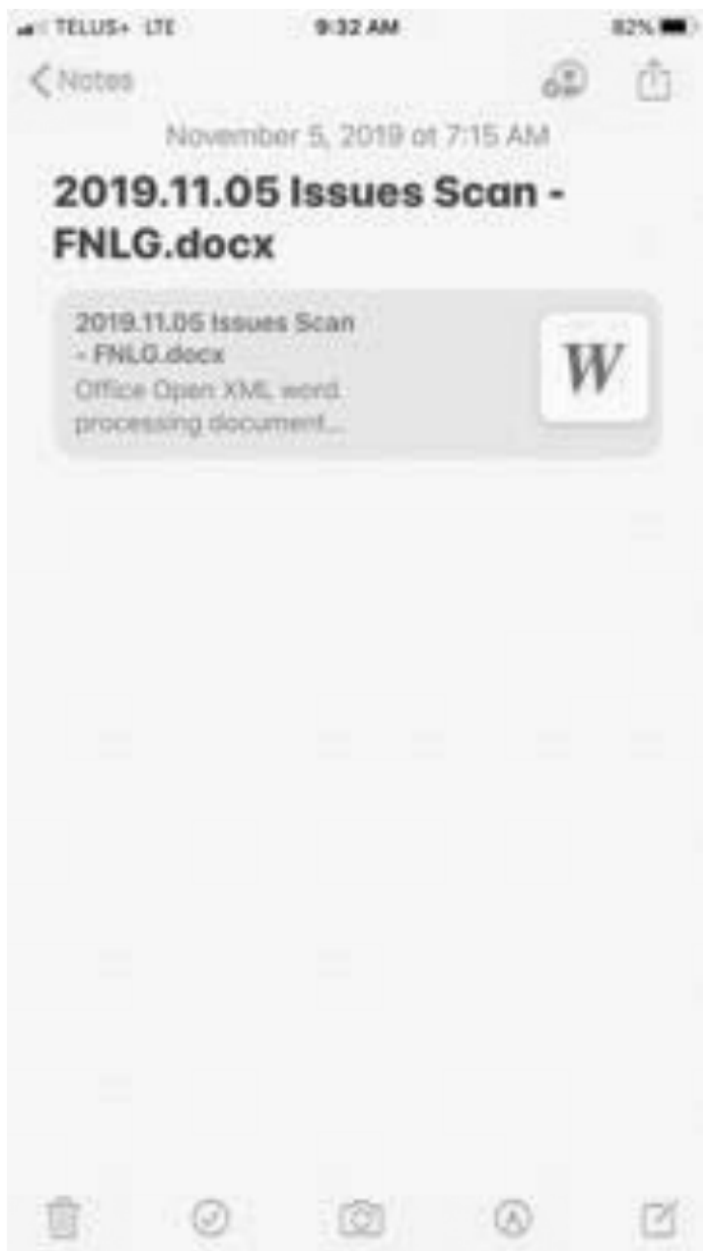 TELUS+ LTE 9:32 AM 82%
Notes
November 5, 2019 at 7:15 AM
2019.11.05 Issues Scan -
FNLG.docx
2019.11.05 Issues Scan
- FNLG.docx
Office Open XML word
processing document...
W